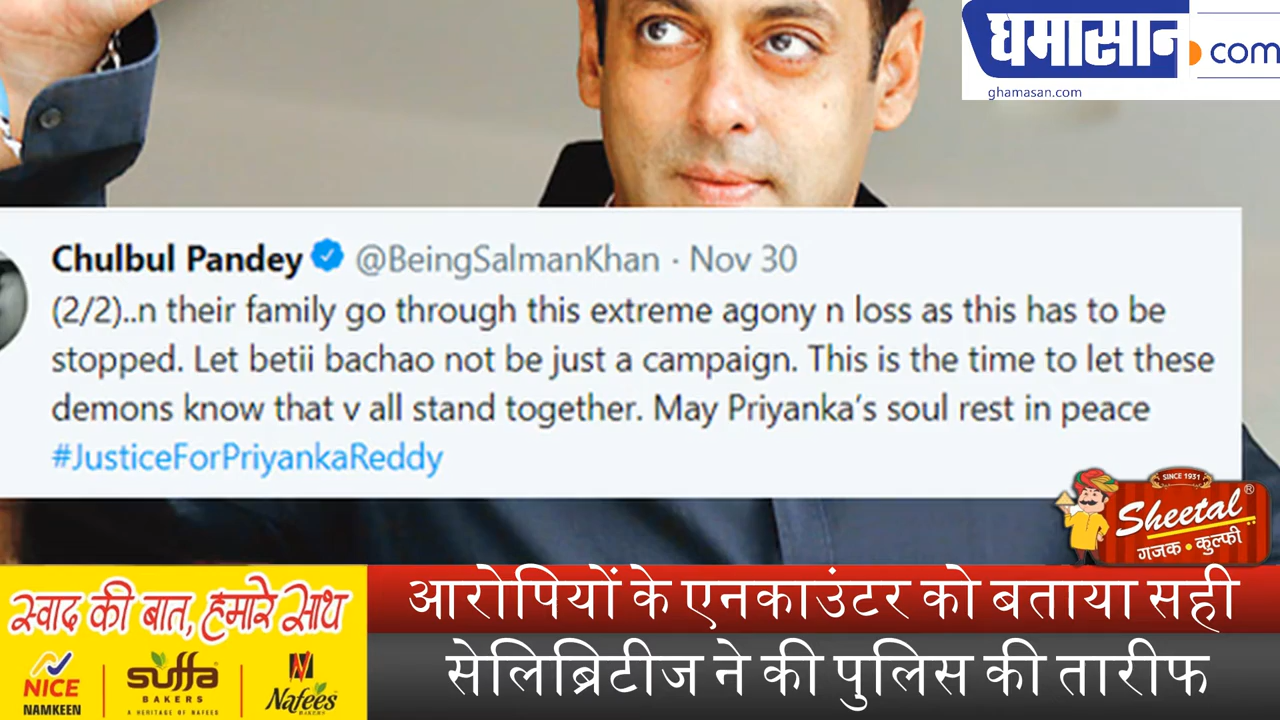 घमासान.com
ghamasan.com
Chulbul Pandey @BeingSalmanKhan · Nov 30
(2/2)..n their family go through this extreme agony n loss as this has to be
stopped. Let betii bachao not be just a campaign. This is the time to let these
demons know that v all stand together. May Priyanka's soul rest in peace
#JusticeForPriyankaReddy
SINCE 1931
Sheetal®
गजक • कुल्फी
स्वाद की बात, हमारे साथ
NICE
NAMKEEN
suffa
BAKERS
A HERITAGE OF NAFEES
Nafees
BAKERY
आरोपियों के एनकाउंटर को बताया सही
सेलिब्रिटीज ने की पुलिस की तारीफ